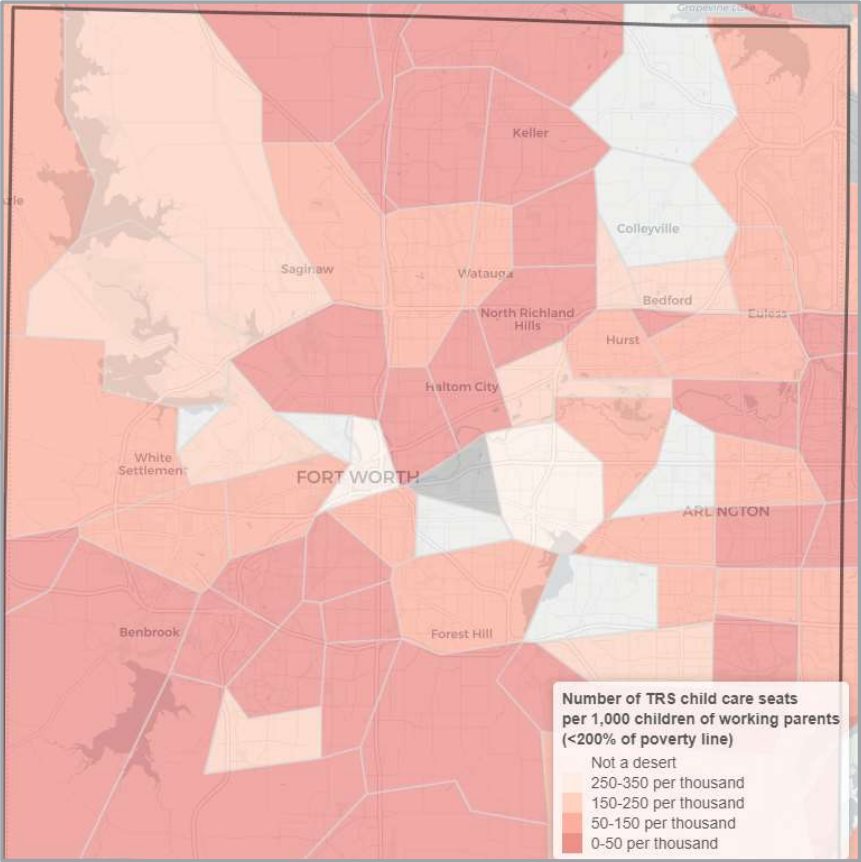 Grapevine Lake
Keller
zle
Colleyville
Saginaw
Watauga
Bedford
North Richland
Hills
Euless
Hurst
Haltom City
White
Settlement
FORT WORTH
ARLINGTON
Benbrook
Forest Hill
Number of TRS child care seats
per 1,000 children of working parents
(<200% of poverty line)
Not a desert
250-350 per thousand
150-250 per thousand
50-150 per thousand
0-50 per thousand